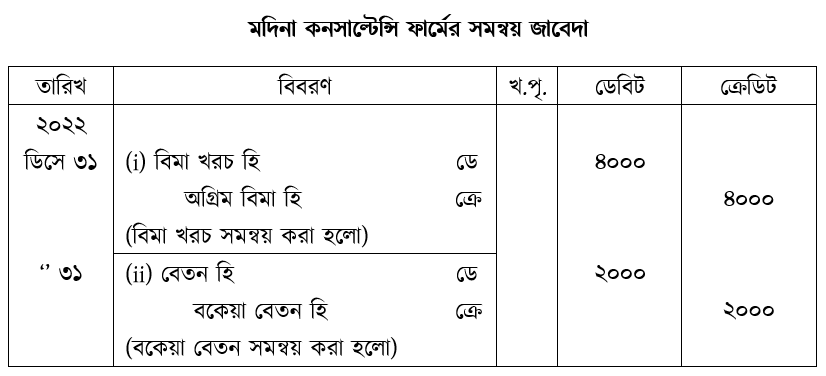 মদিনা কনসাল্টেন্সি ফার্মের সমন্বয় জাবেদা
তারিখ বিবরণ খ.পৃ. ডেবিট ক্রেডিট
২০২২
ডিসে ৩১ (i) বিমা খরচ হি ডে ৪০০০
অগ্রিম বিমা হি ক্রে ৪০০০
(বিমা খরচ সমন্বয় করা হলো)
‘’ ৩১ (ii) বেতন হি ডে ২০০০
বকেয়া বেতন হি ক্রে ২০০০
(বকেয়া বেতন সমন্বয় করা হলো)